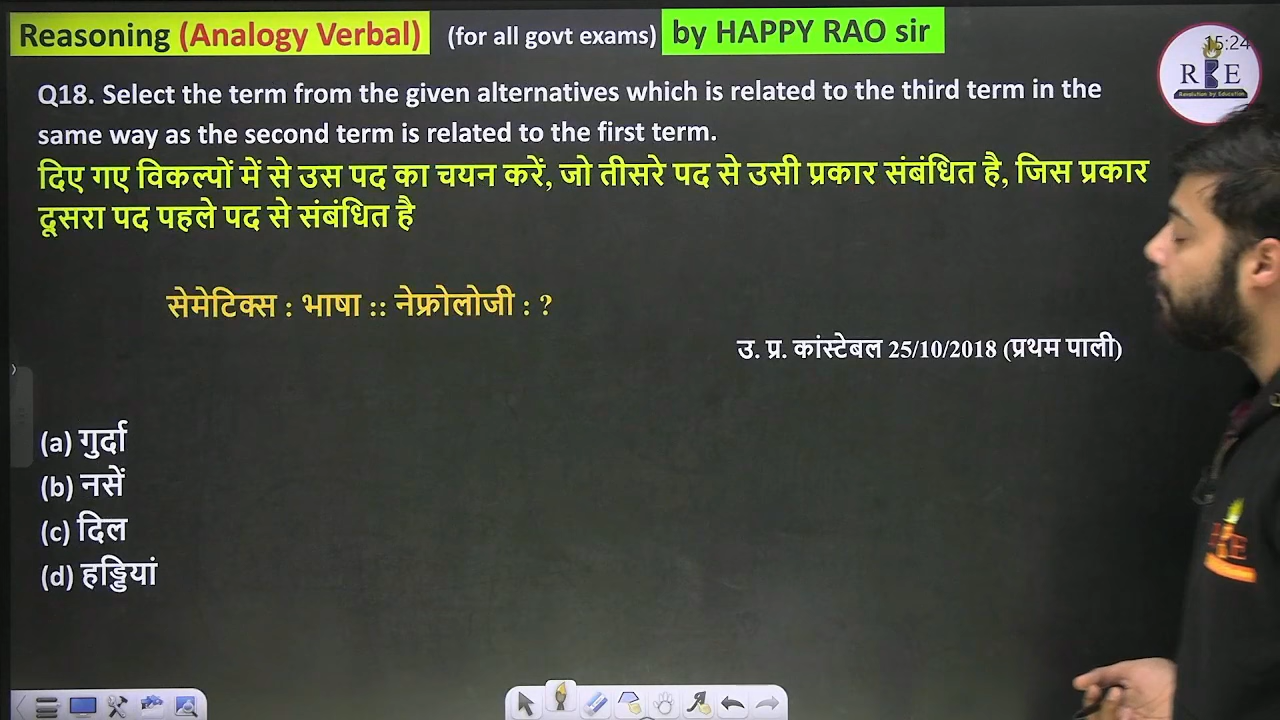 Reasoning (Analogy Verbal) (for all govt exams) by HAPPY RAO sir
15:24
R E
Revolution by Education
Q18. Select the term from the given alternatives which is related to the third term in the
same way as the second term is related to the first term.
दिए गए विकल्पों में से उस पद का चयन करें, जो तीसरे पद से उसी प्रकार संबंधित है, जिस प्रकार
दूसरा पद पहले पद से संबंधित है
सेमेटिक्स : भाषा :: नेफ्रोलोजी : ?
उ. प्र. कांस्टेबल 25/10/2018 (प्रथम पाली)
(a) गुर्दा
(b) नसें
(c) दिल
(d) हड्डियां